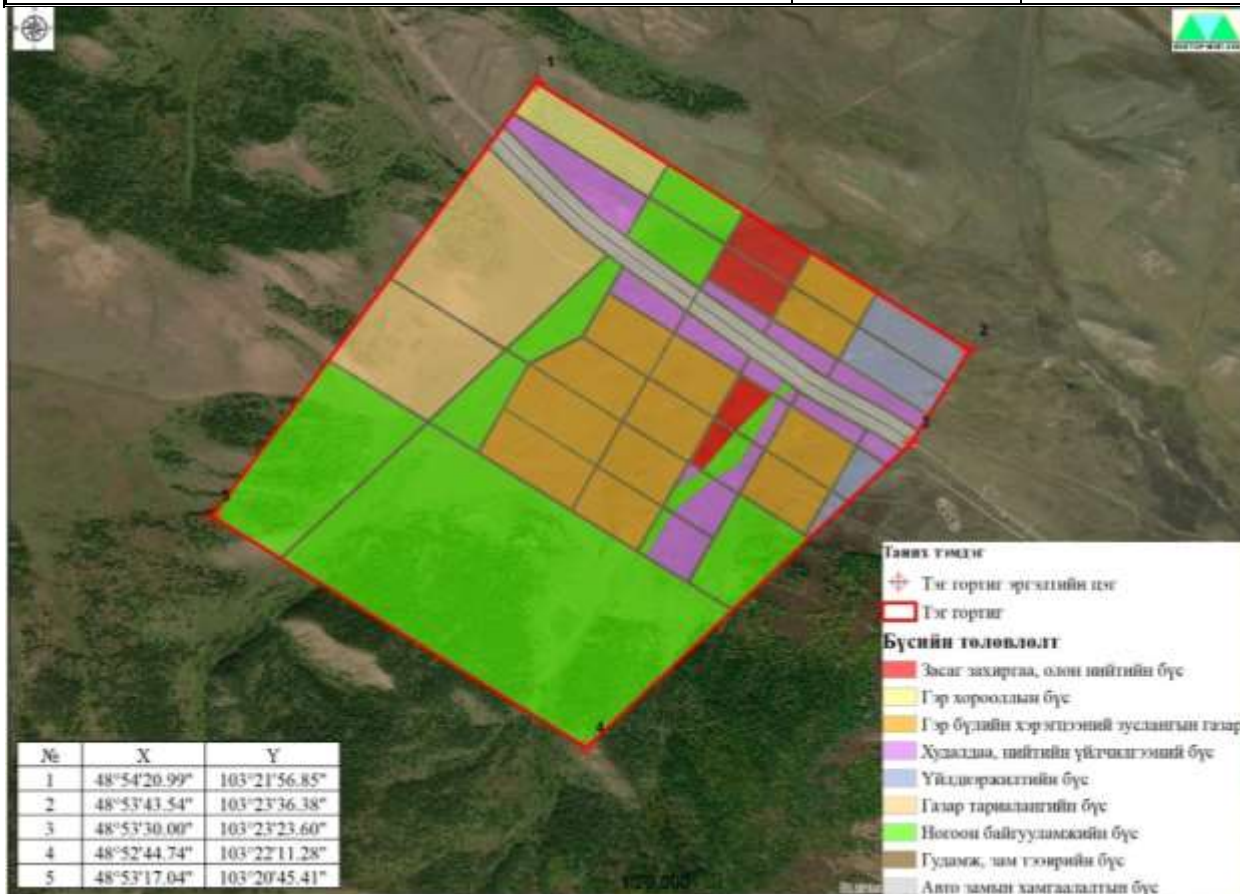 1
2
3
5
4
Таних тэмдэг
Тэг гортиг эргэлтийн цэг
Тэг гортиг
Бүсийн төлөвлөлт
Засаг захиргаа, олон нийтийн бүс
Гэр хорооллын бүс
Гэр бүлийн хэрэгцээний зуслангын газар
Худалдаа, нийтийн үйлчилгээний бүс
Үйлдвэржилтийн бүс
Газар тариалангийн бүс
Ногоон байгууламжийн бүс
Гудамж, зам тээврийн бүс
Авто замын хамгаалалтын бүс
№ X Y
1 48°54'20.99" 103°21'56.85"
2 48°53'43.54" 103°23'36.38"
3 48°53'30.00" 103°23'23.60"
4 48°52'44.74" 103°22'11.28"
5 48°53'17.04" 103°20'45.41"